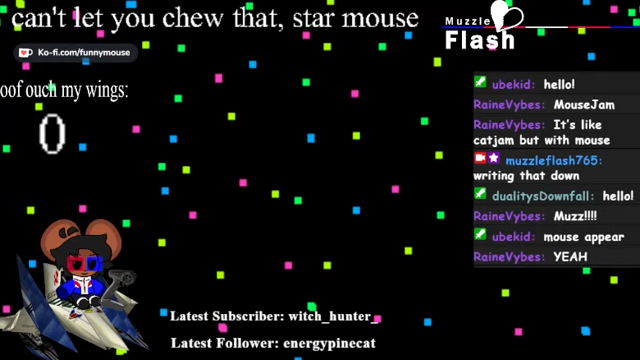 can't let you chew that, star mouse
Muzzle
Flash
Ko-fi.com/funnymouse
oof ouch my wings:
0
ubekid: hello!
RaineVybes: MouseJam
RaineVybes: It's like
catjam but with mouse
muzzleflash765:
writing that down
dualitysDownfall: hello!
RaineVybes: Muzz!!!!
ubekid: mouse appear
RaineVybes: YEAH
Latest Subscriber: witch_hunter_
Latest Follower: energypinecat